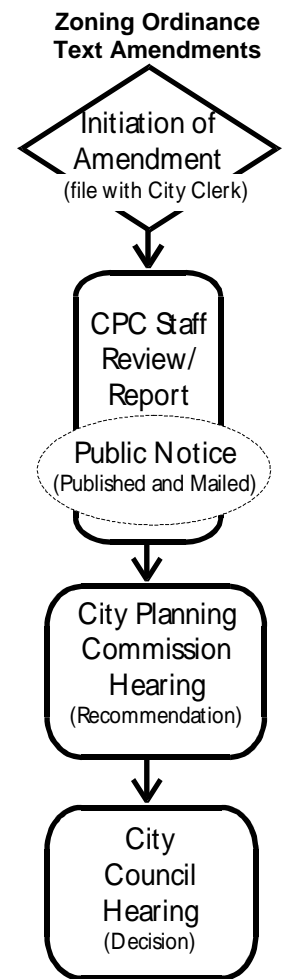 Zoning Ordinance
Text Amendments
Initiation of
Amendment
(file with City Clerk)
CPC Staff
Review/
Report
Public Notice
(Published and Mailed)
City Planning
Commission
Hearing
(Recommendation)
City
Council
Hearing
(Decision)